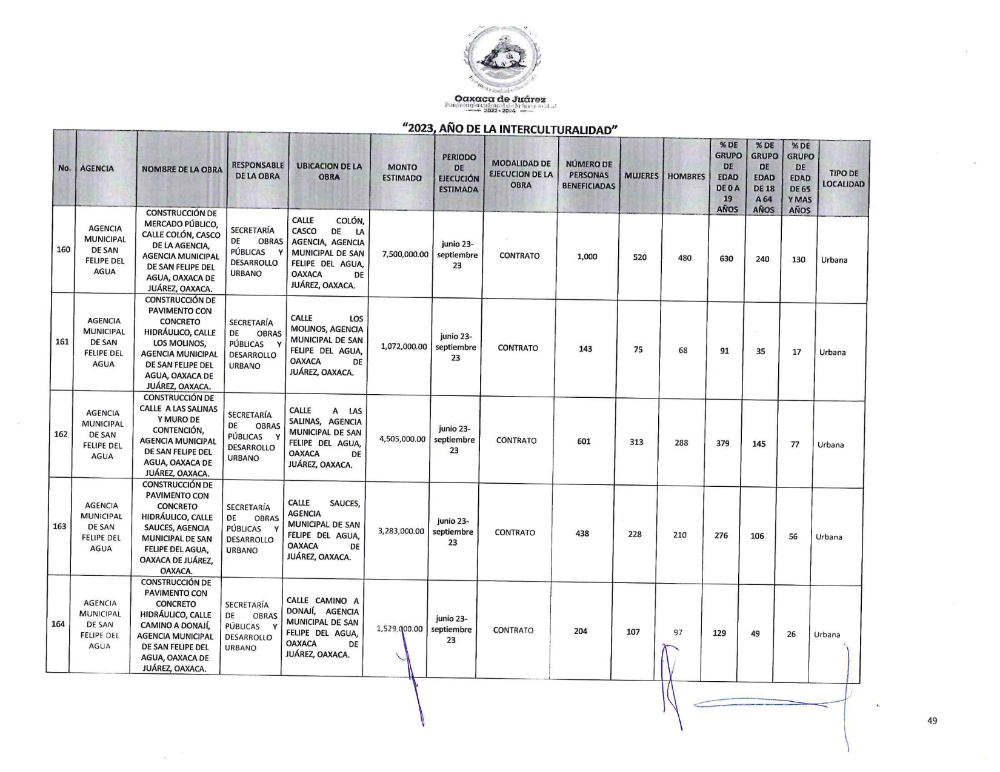 Oaxaca de Juárez
Patrimonio cultural de la humanidad
2022-2024
“2023, AÑO DE LA INTERCULTURALIDAD”
No.
AGENCIA
NOMBRE DE LA OBRA
RESPONSABLE
DE LA OBRA
UBICACION DE LA
OBRA
MONTO
ESTIMADO
PERIODO
DE
EJECUCIÓN
ESTIMADA
MODALIDAD DE
EJECUCION DE LA
OBRA
NÚMERO DE
PERSONAS
BENEFICIADAS
MUJERES
HOMBRES
% DE
GRUPO
DE
EDAD
DE 0 A
19
AÑOS
% DE
GRUPO
DE
EDAD
DE 18
A 64
AÑOS
% DE
GRUPO
DE
EDAD
DE 65
Y MAS
AÑOS
TIPO DE
LOCALIDAD
160
AGENCIA
MUNICIPAL
DE SAN
FELIPE DEL
AGUA
CONSTRUCCIÓN DE
MERCADO PÚBLICO,
CALLE COLÓN, CASCO
DE LA AGENCIA,
AGENCIA MUNICIPAL
DE SAN FELIPE DEL
AGUA, OAXACA DE
JUÁREZ, OAXACA.
SECRETARÍA
DE OBRAS
PÚBLICAS Y
DESARROLLO
URBANO
CALLE COLÓN,
CASCO DE LA
AGENCIA, AGENCIA
MUNICIPAL DE SAN
FELIPE DEL AGUA,
OAXACA DE
JUÁREZ, OAXACA.
7,500,000.00
junio 23-
septiembre
23
CONTRATO
1,000
520
480
630
240
130
Urbana
161
AGENCIA
MUNICIPAL
DE SAN
FELIPE DEL
AGUA
CONSTRUCCIÓN DE
PAVIMENTO CON
CONCRETO
HIDRÁULICO, CALLE
LOS MOLINOS,
AGENCIA MUNICIPAL
DE SAN FELIPE DEL
AGUA, OAXACA DE
JUÁREZ, OAXACA.
SECRETARÍA
DE OBRAS
PÚBLICAS Y
DESARROLLO
URBANO
CALLE LOS
MOLINOS, AGENCIA
MUNICIPAL DE SAN
FELIPE DEL AGUA,
OAXACA DE
JUÁREZ, OAXACA.
1,072,000.00
junio 23-
septiembre
23
CONTRATO
143
75
68
91
35
17
Urbana
162
AGENCIA
MUNICIPAL
DE SAN
FELIPE DEL
AGUA
CONSTRUCCIÓN DE
CALLE A LAS SALINAS
Y MURO DE
CONTENCIÓN,
AGENCIA MUNICIPAL
DE SAN FELIPE DEL
AGUA, OAXACA DE
JUÁREZ, OAXACA.
SECRETARÍA
DE OBRAS
PÚBLICAS Y
DESARROLLO
URBANO
CALLE A LAS
SALINAS, AGENCIA
MUNICIPAL DE SAN
FELIPE DEL AGUA,
OAXACA DE
JUÁREZ, OAXACA.
4,505,000.00
junio 23-
septiembre
23
CONTRATO
601
313
288
379
145
77
Urbana
163
AGENCIA
MUNICIPAL
DE SAN
FELIPE DEL
AGUA
CONSTRUCCIÓN DE
PAVIMENTO CON
CONCRETO
HIDRÁULICO, CALLE
SAUCES, AGENCIA
MUNICIPAL DE SAN
FELIPE DEL AGUA,
OAXACA DE JUÁREZ,
OAXACA.
SECRETARÍA
DE OBRAS
PÚBLICAS Y
DESARROLLO
URBANO
CALLE SAUCES,
AGENCIA
MUNICIPAL DE SAN
FELIPE DEL AGUA,
OAXACA DE
JUÁREZ, OAXACA.
3,283,000.00
junio 23-
septiembre
23
CONTRATO
438
228
210
276
106
56
Urbana
164
AGENCIA
MUNICIPAL
DE SAN
FELIPE DEL
AGUA
CONSTRUCCIÓN DE
PAVIMENTO CON
CONCRETO
HIDRÁULICO, CALLE
CAMINO A DONAJÍ,
AGENCIA MUNICIPAL
DE SAN FELIPE DEL
AGUA, OAXACA DE
JUÁREZ, OAXACA.
SECRETARÍA
DE OBRAS
PÚBLICAS Y
DESARROLLO
URBANO
CALLE CAMINO A
DONAJÍ, AGENCIA
MUNICIPAL DE SAN
FELIPE DEL AGUA,
OAXACA DE
JUÁREZ, OAXACA.
1,529,000.00
junio 23-
septiembre
23
CONTRATO
204
107
97
129
49
26
Urbana
49